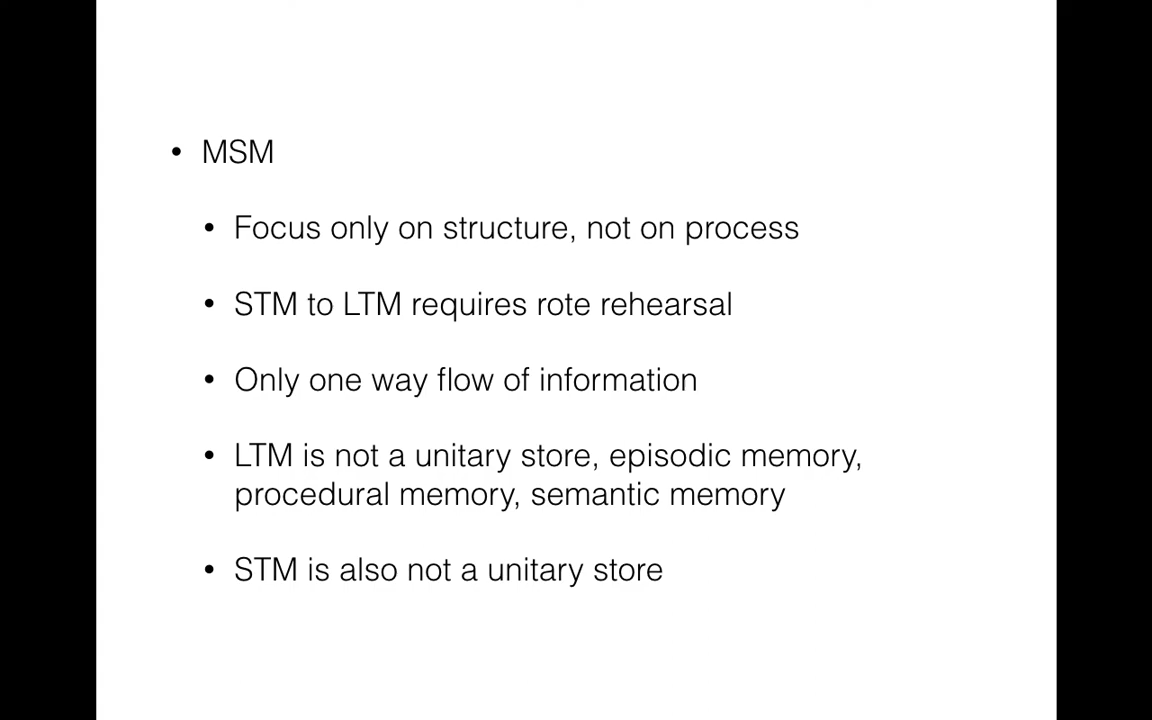 • MSM
• Focus only on structure, not on process
• STM to LTM requires rote rehearsal
• Only one way flow of information
• LTM is not a unitary store, episodic memory,
procedural memory, semantic memory
• STM is also not a unitary store